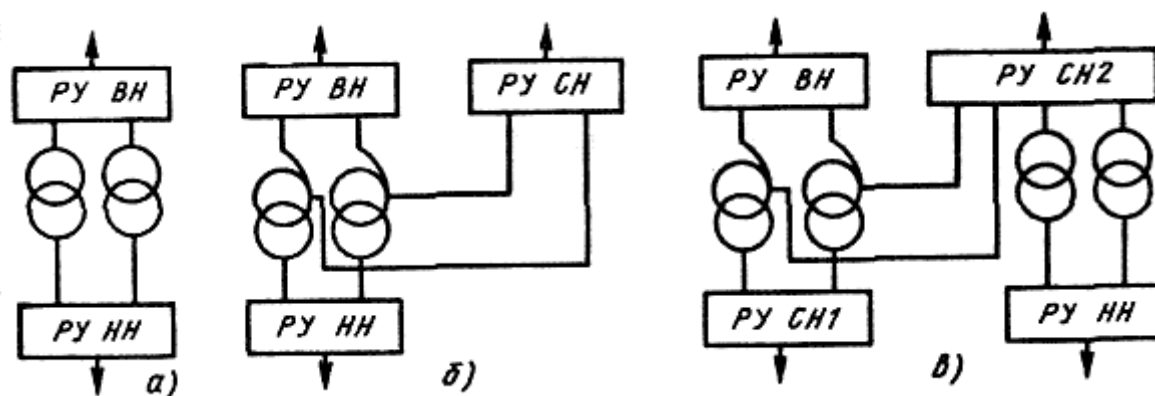 РУ ВН
РУ НН
а)
РУ ВН
РУ СН
РУ НН
б)
РУ ВН
РУ СН2
РУ СН1
РУ НН
в)